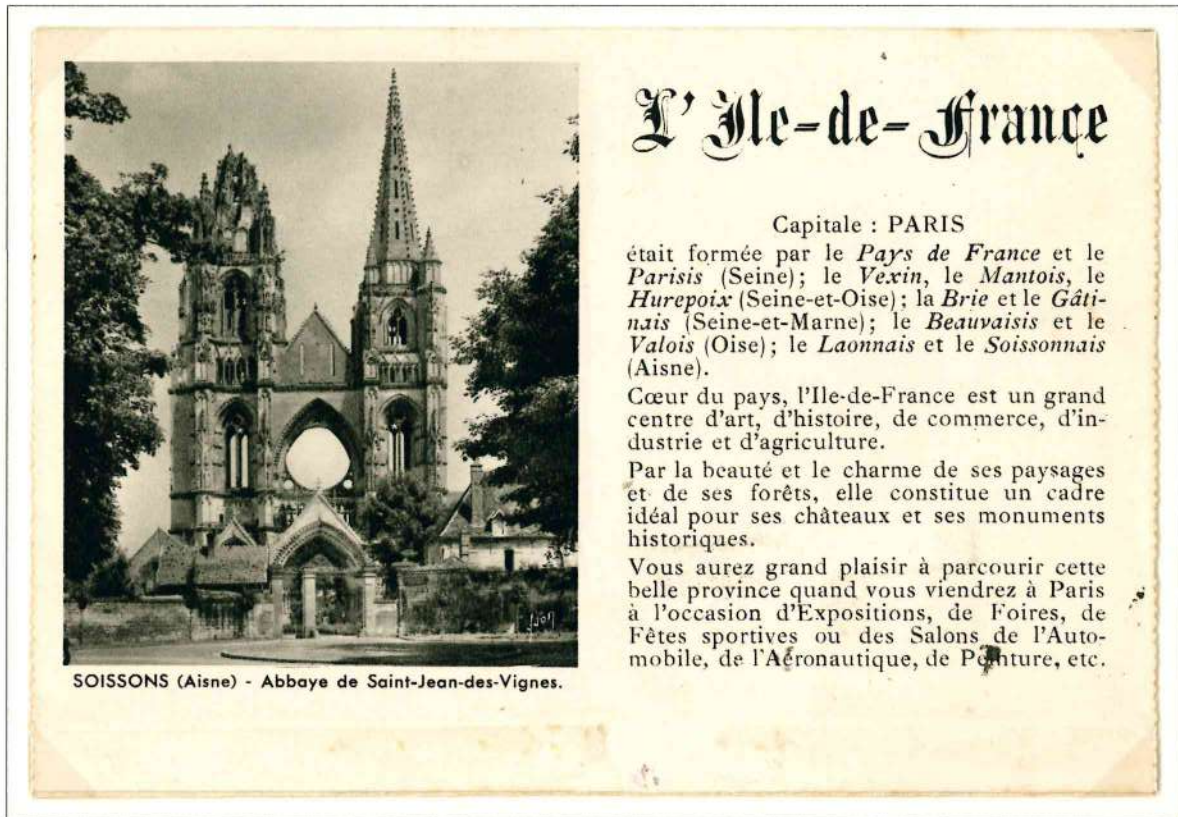 L' Ile-de-France
Capitale : PARIS
était formée par le Pays de France et le
Parisis (Seine); le Vexin, le Mantois, le
Hurepoix (Seine-et-Oise); la Brie et le Gâti-
nais (Seine-et-Marne); le Beauvaisis et le
Valois (Oise); le Laonnais et le Soissonnais
(Aisne).
Cœur du pays, l'Ile-de-France est un grand
centre d'art, d'histoire, de commerce, d'in-
dustrie et d'agriculture.
Par la beauté et le charme de ses paysages
et de ses forêts, elle constitue un cadre
idéal pour ses châteaux et ses monuments
historiques.
Vous aurez grand plaisir à parcourir cette
belle province quand vous viendrez à Paris
à l'occasion d'Expositions, de Foires, de
Fêtes sportives ou des Salons de l'Auto-
mobile, de l'Aéronautique, de Peinture, etc.
Yvon
SOISSONS (Aisne) - Abbaye de Saint-Jean-des-Vignes.